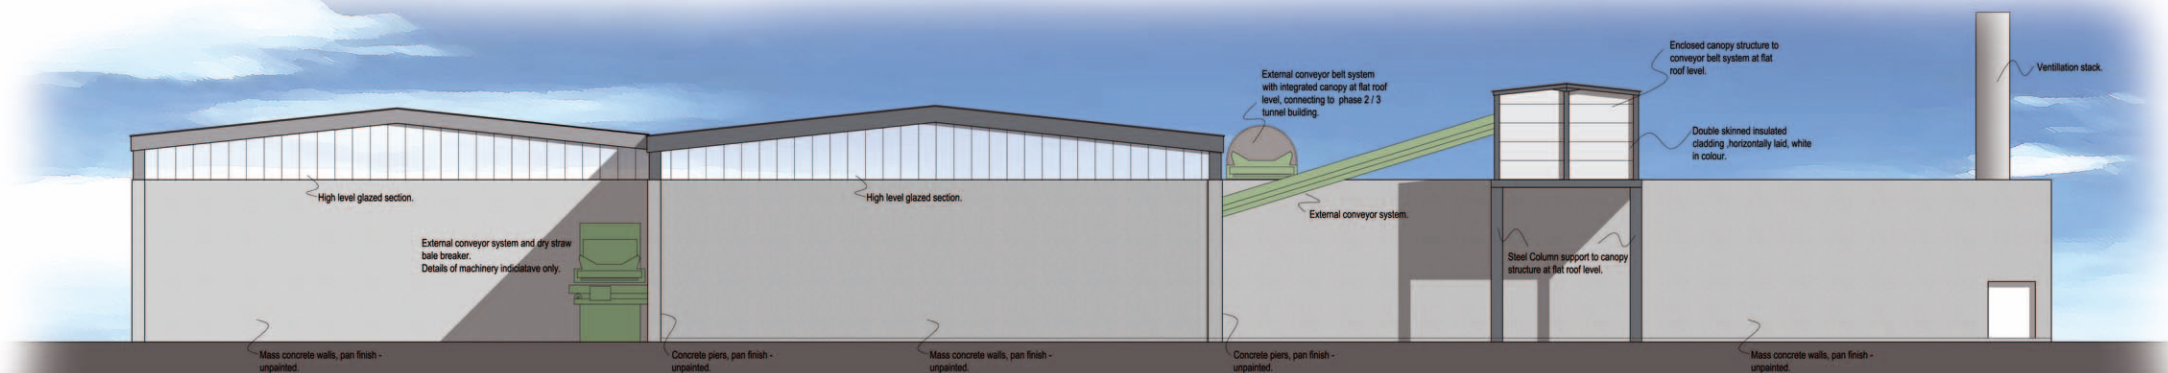 Enclosed canopy structure to
conveyor belt system at flat
roof level.
Ventillation stack.
External conveyor belt system
with integrated canopy at flat roof
level, connecting to phase 2 / 3
tunnel building.
Double skinned insulated
cladding ,horizontally laid, white
in colour.
High level glazed section.
High level glazed section.
External conveyor system.
External conveyor system and dry straw
bale breaker.
Details of machinery indiciatave only.
Steel Column support to canopy
structure at flat roof level.
Mass concrete walls, pan finish -
unpainted.
Concrete piers, pan finish -
unpainted.
Mass concrete walls, pan finish -
unpainted.
Concrete piers, pan finish -
unpainted.
Mass concrete walls, pan finish -
unpainted.